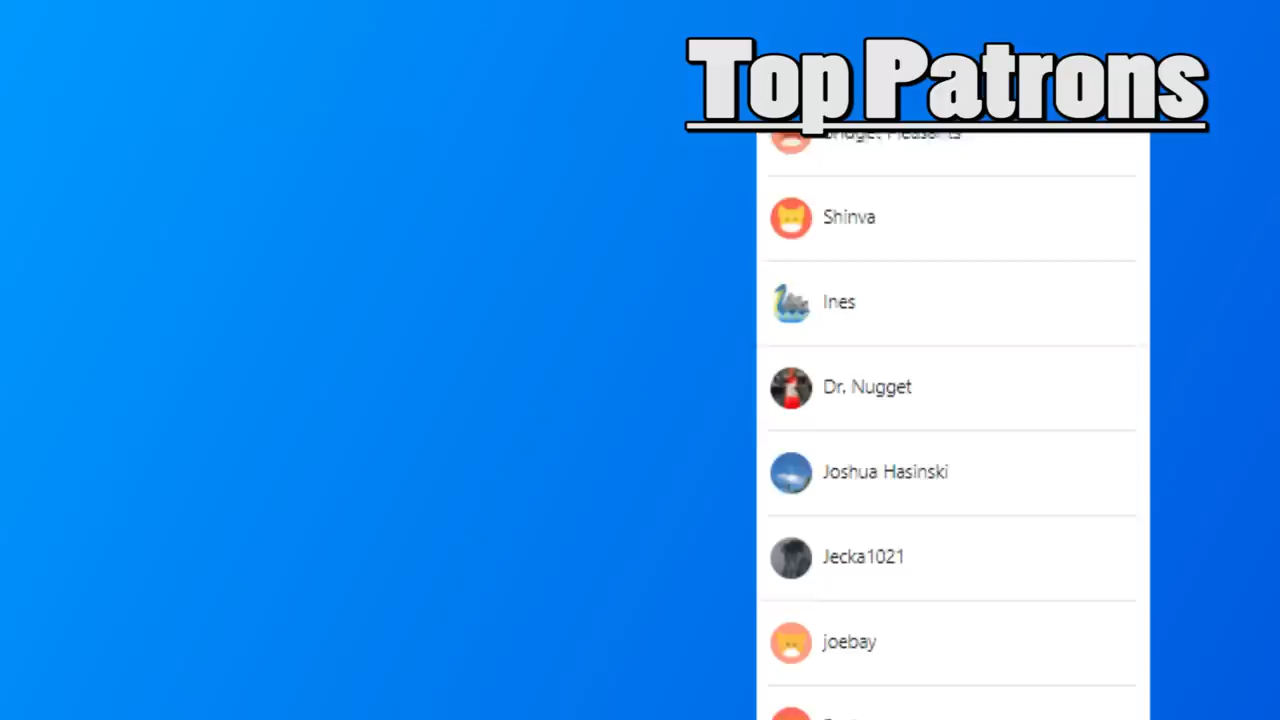 Top Patrons
Shinva
Ines
Dr. Nugget
Joshua Hasinski
Jecka1021
joebay